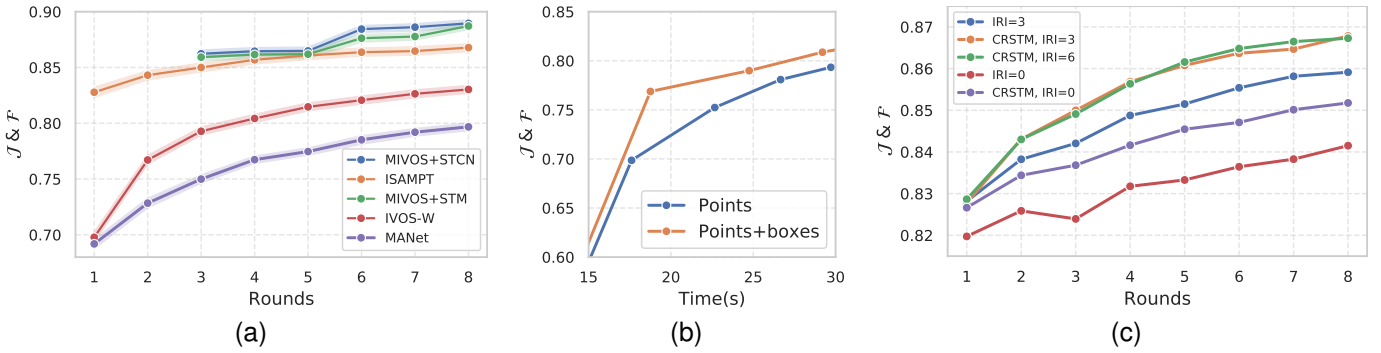 0.90
0.85
0.80
0.75
0.70
𝒥 & ℱ
MIVOS+STCN
ISAMPT
MIVOS+STM
IVOS-W
MANet
1 2 3 4 5 6 7 8
Rounds
(a)
0.85
0.80
0.75
0.70
0.65
0.60
𝒥 & ℱ
Points
Points+boxes
15 20 25 30
Time(s)
(b)
0.87
0.86
0.85
0.84
0.83
0.82
𝒥 & ℱ
IRI=3
CRSTM, IRI=3
CRSTM, IRI=6
IRI=0
CRSTM, IRI=0
1 2 3 4 5 6 7 8
Rounds
(c)